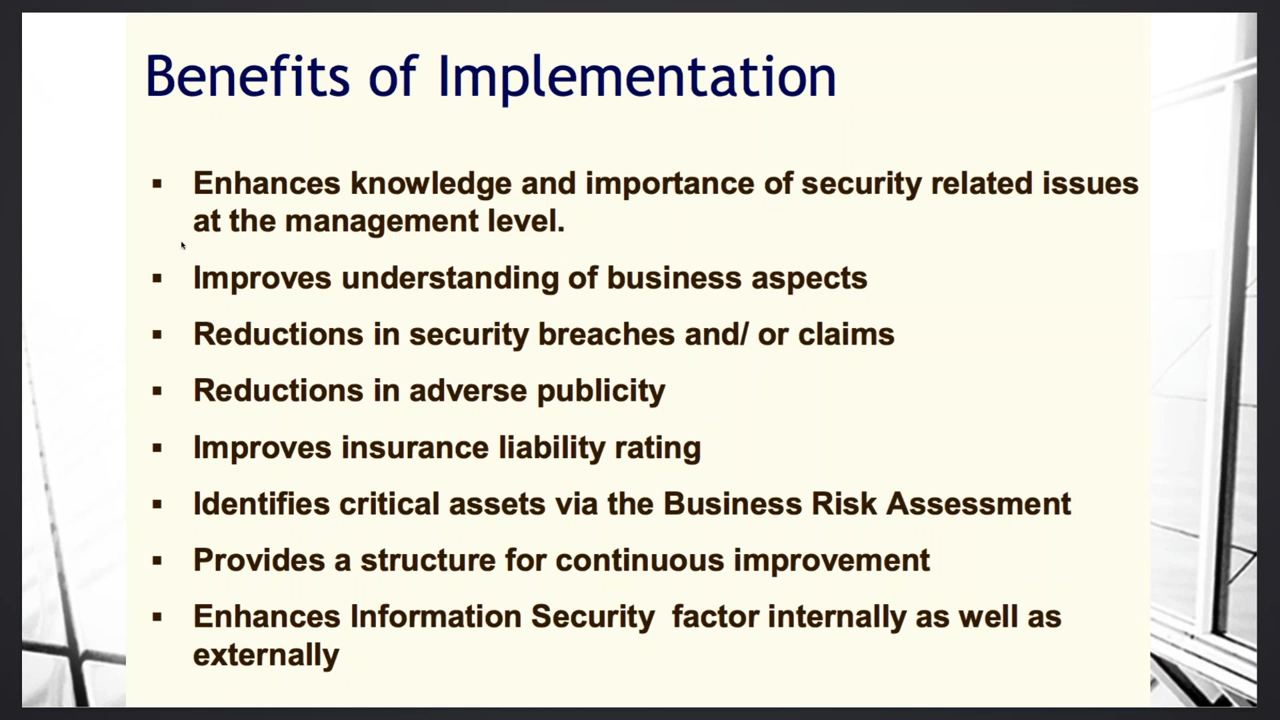 Benefits of Implementation
▪ Enhances knowledge and importance of security related issues
at the management level.
▪ Improves understanding of business aspects
▪ Reductions in security breaches and/ or claims
▪ Reductions in adverse publicity
▪ Improves insurance liability rating
▪ Identifies critical assets via the Business Risk Assessment
▪ Provides a structure for continuous improvement
▪ Enhances Information Security  factor internally as well as
externally